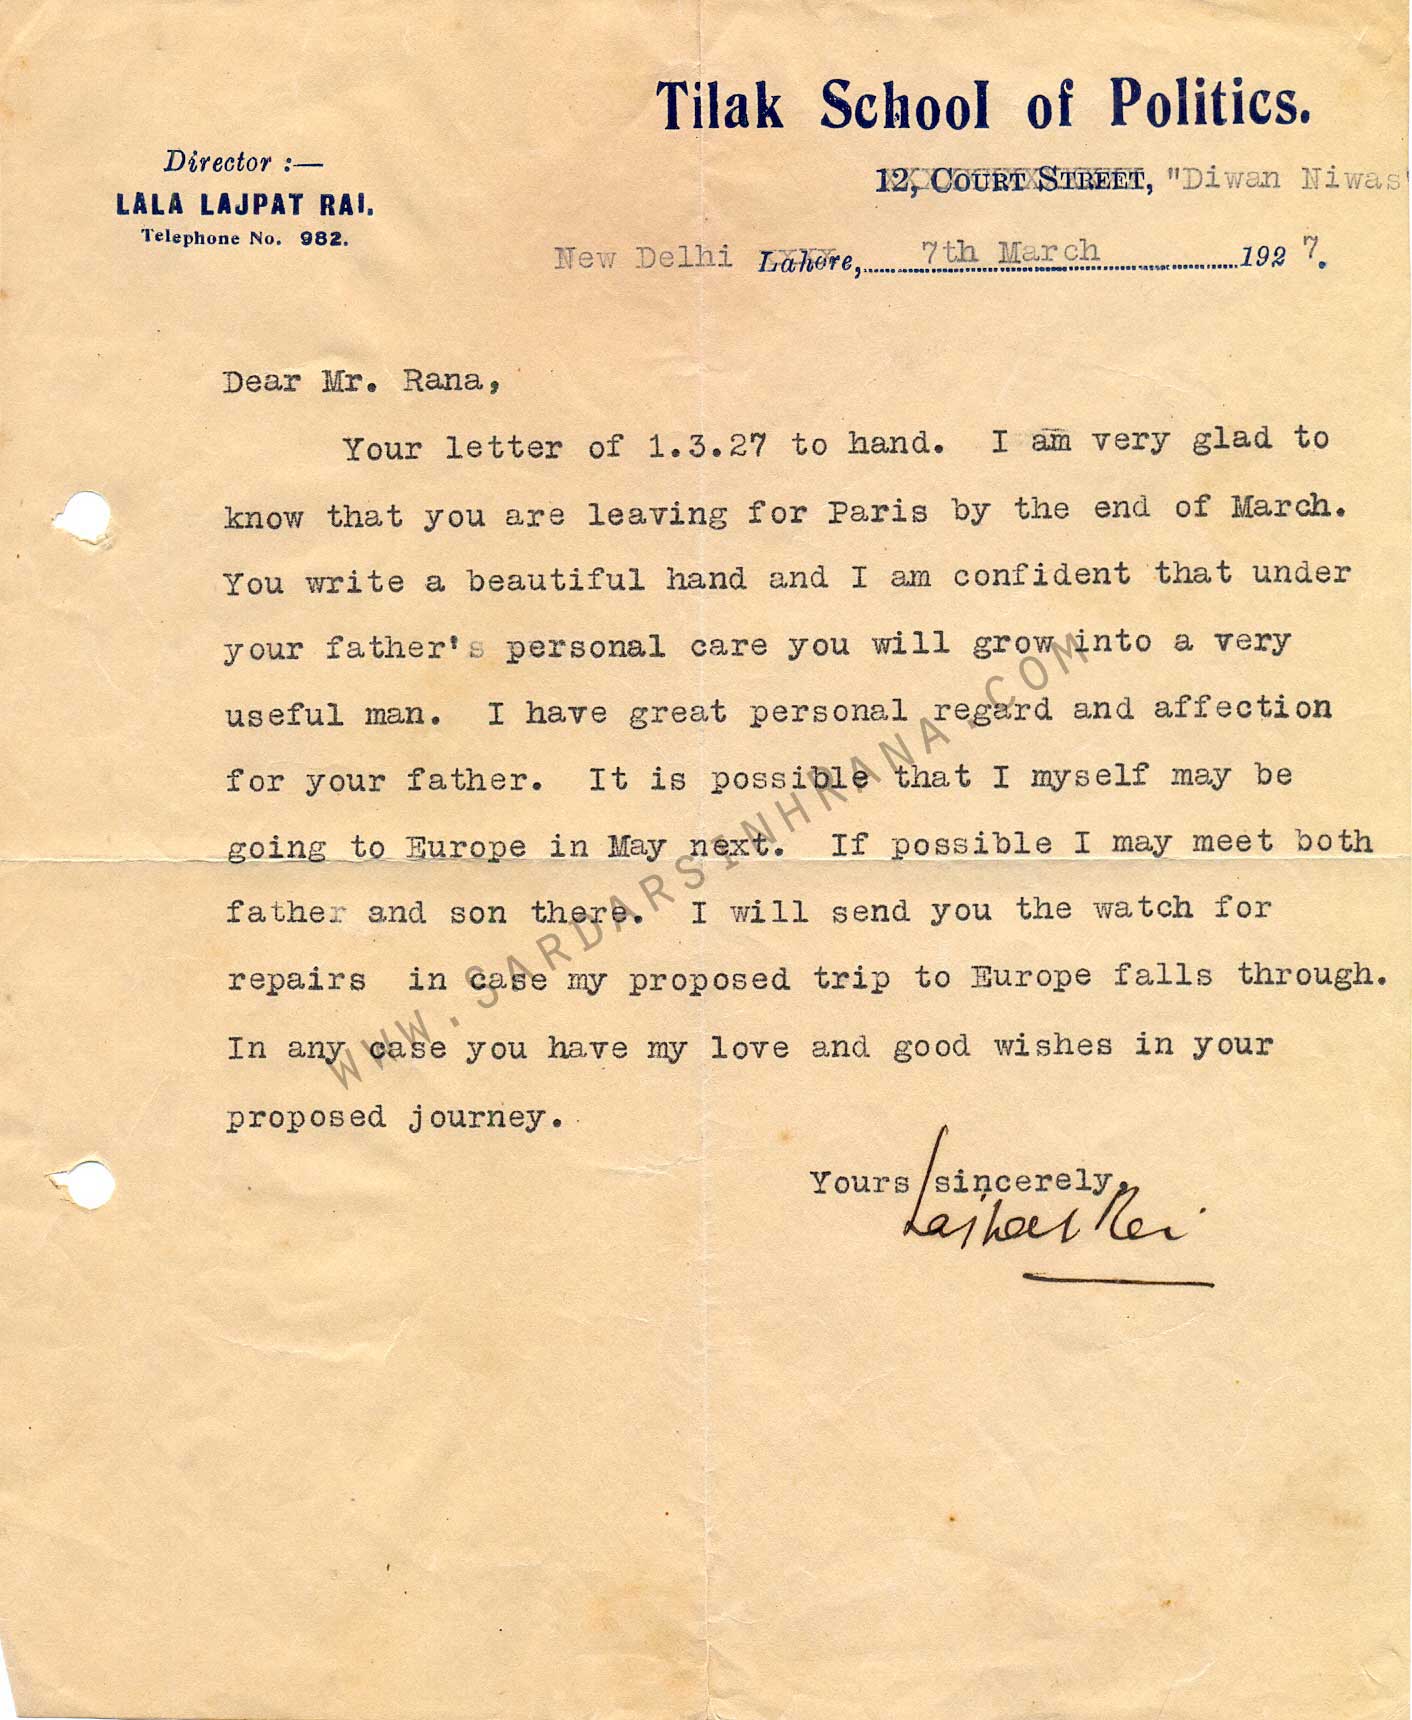 Tilak School of Politics.
Director :—
LALA LAJPAT RAI.
Telephone No. 982.
12, COURT STREET, "Diwan Niwas"
New Delhi Lahore, 7th March 1927.
Dear Mr. Rana,
Your letter of 1.3.27 to hand. I am very glad to
know that you are leaving for Paris by the end of March.
You write a beautiful hand and I am confident that under
your father's personal care you will grow into a very
useful man. I have great personal regard and affection
for your father. It is possible that I myself may be
going to Europe in May next. If possible I may meet both
father and son there. I will send you the watch for
repairs in case my proposed trip to Europe falls through.
In any case you have my love and good wishes in your
proposed journey.
Yours sincerely,
Lajpat Rai
WWW.SARDARSINHRANA.COM